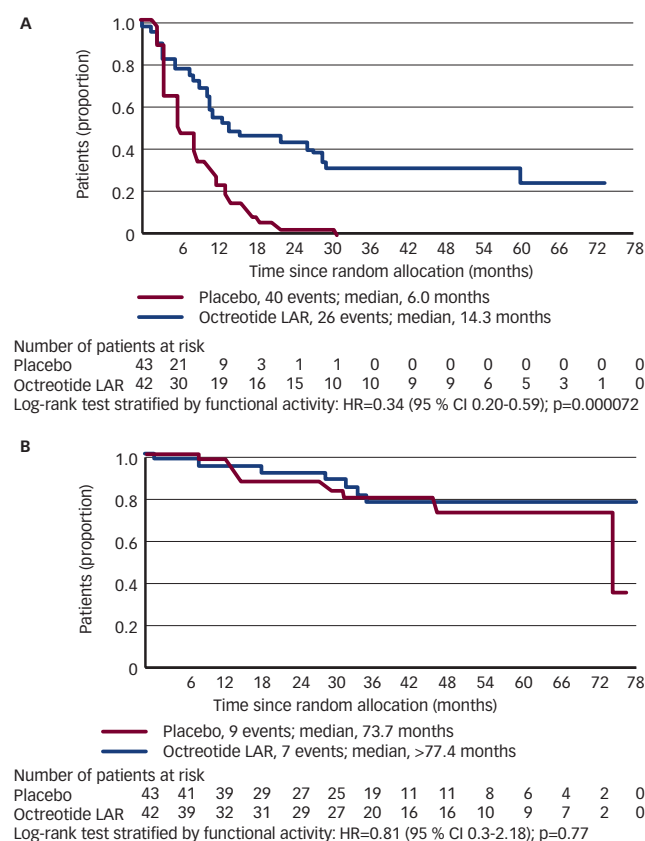 A
1.0
0.8
0.6
0.4
0.2
0
Patients (proportion)
6 12 18 24 30 36 42 48 54 60 66 72 78
Time since random allocation (months)
Placebo, 40 events; median, 6.0 months
Octreotide LAR, 26 events; median, 14.3 months
Number of patients at risk
Placebo 43 21 9 3 1 1 0 0 0 0 0 0 0 0
Octreotide LAR 42 30 19 16 15 10 10 9 9 6 5 3 1 0
Log-rank test stratified by functional activity: HR=0.34 (95 % CI 0.20-0.59); p=0.000072
B
1.0
0.8
0.6
0.4
0.2
0
Patients (proportion)
6 12 18 24 30 36 42 48 54 60 66 72 78
Time since random allocation (months)
Placebo, 9 events; median, 73.7 months
Octreotide LAR, 7 events; median, >77.4 months
Number of patients at risk
Placebo 43 41 39 29 27 25 19 11 11 8 6 4 2 0
Octreotide LAR 42 39 32 31 29 27 20 16 16 10 9 7 2 0
Log-rank test stratified by functional activity: HR=0.81 (95 % CI 0.3-2.18); p=0.77